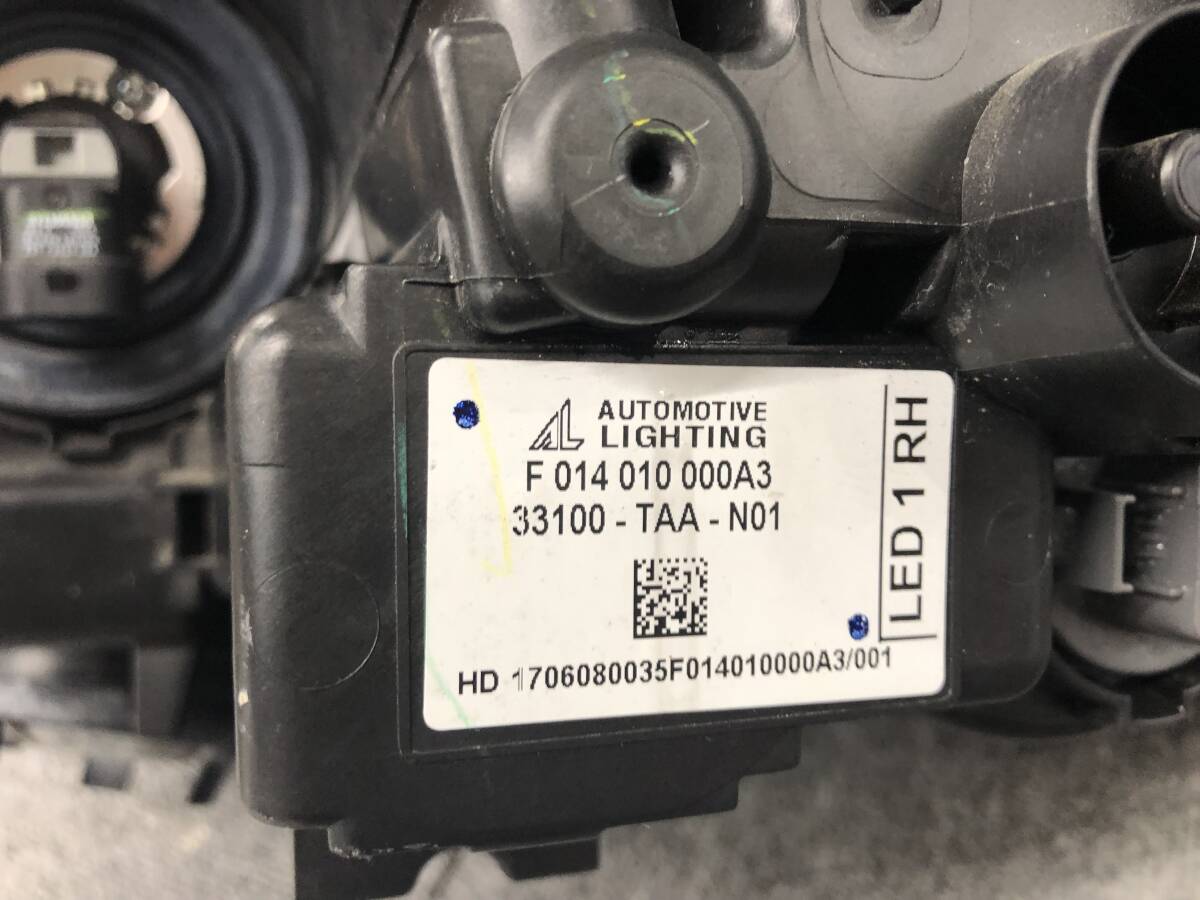 AUTOMOTIVE
LIGHTING
F 014 010 000A3
33100 - TAA - N01
LED 1 RH
HD 1706080035F014010000A3/001